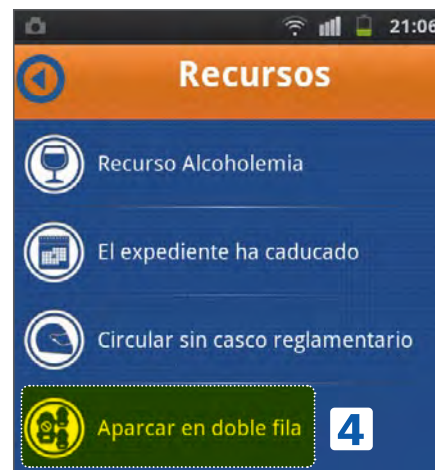 21:06
Recursos
Recurso Alcoholemia
El expediente ha caducado
Circular sin casco reglamentario
Aparcar en doble fila
4